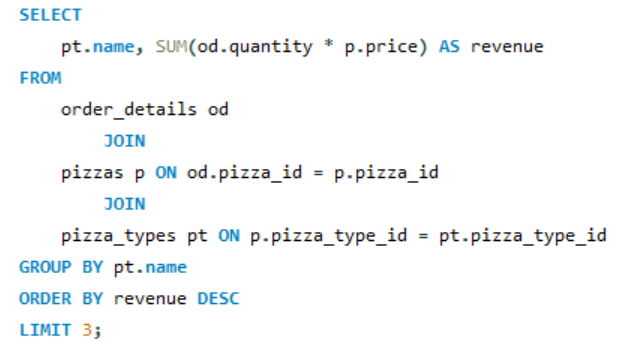 SELECT
pt.name, SUM(od.quantity * p.price) AS revenue
FROM
order_details od
JOIN
pizzas p ON od.pizza_id = p.pizza_id
JOIN
pizza_types pt ON p.pizza_type_id = pt.pizza_type_id
GROUP BY pt.name
ORDER BY revenue DESC
LIMIT 3;